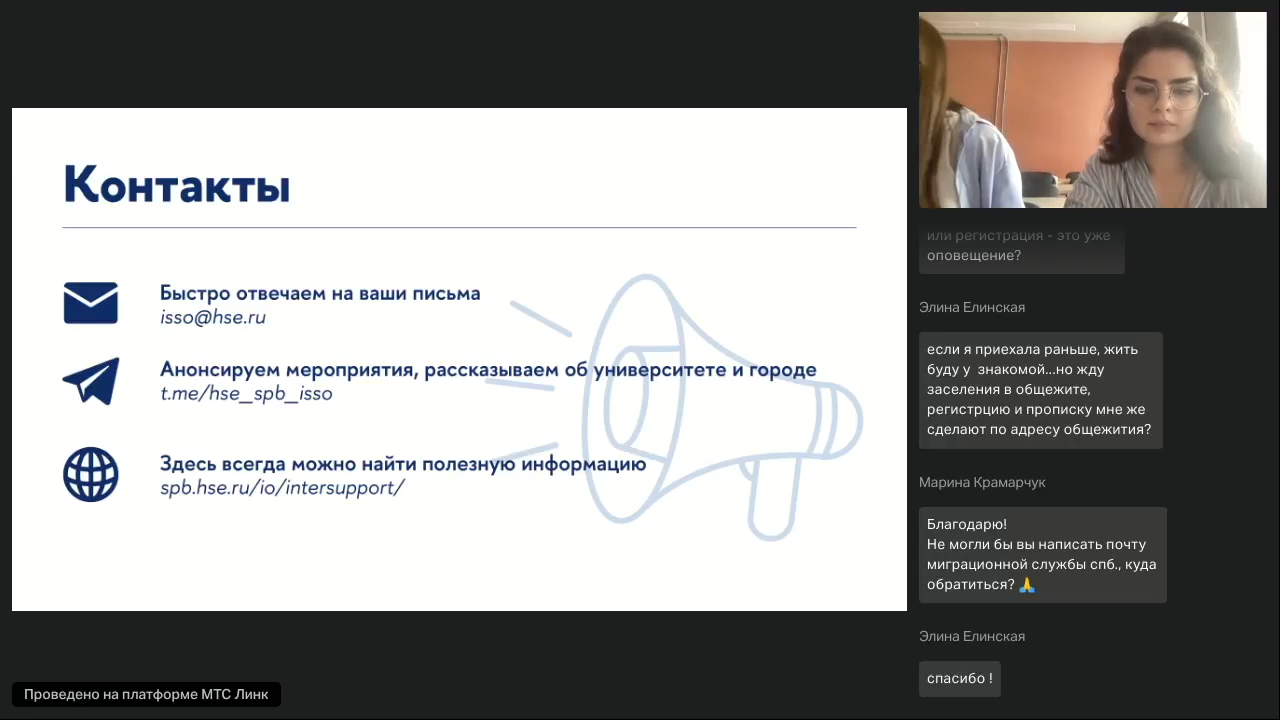 Контакты
Быстро отвечаем на ваши письма
isso@hse.ru
Анонсируем мероприятия, рассказываем об университете и городе
t.me/hse_spb_isso
Здесь всегда можно найти полезную информацию
spb.hse.ru/io/intersupport/
Проведено на платформе МТС Линк
или регистрация - это уже
оповещение?
Элина Елинская
если я приехала раньше, жить
буду у знакомой...но жду
заселения в общежите,
регистрцию и прописку мне же
сделают по адресу общежития?
Марина Крамарчук
Благодарю!
Не могли бы вы написать почту
миграционной службы спб., куда
обратиться? 🙏
Элина Елинская
спасибо !